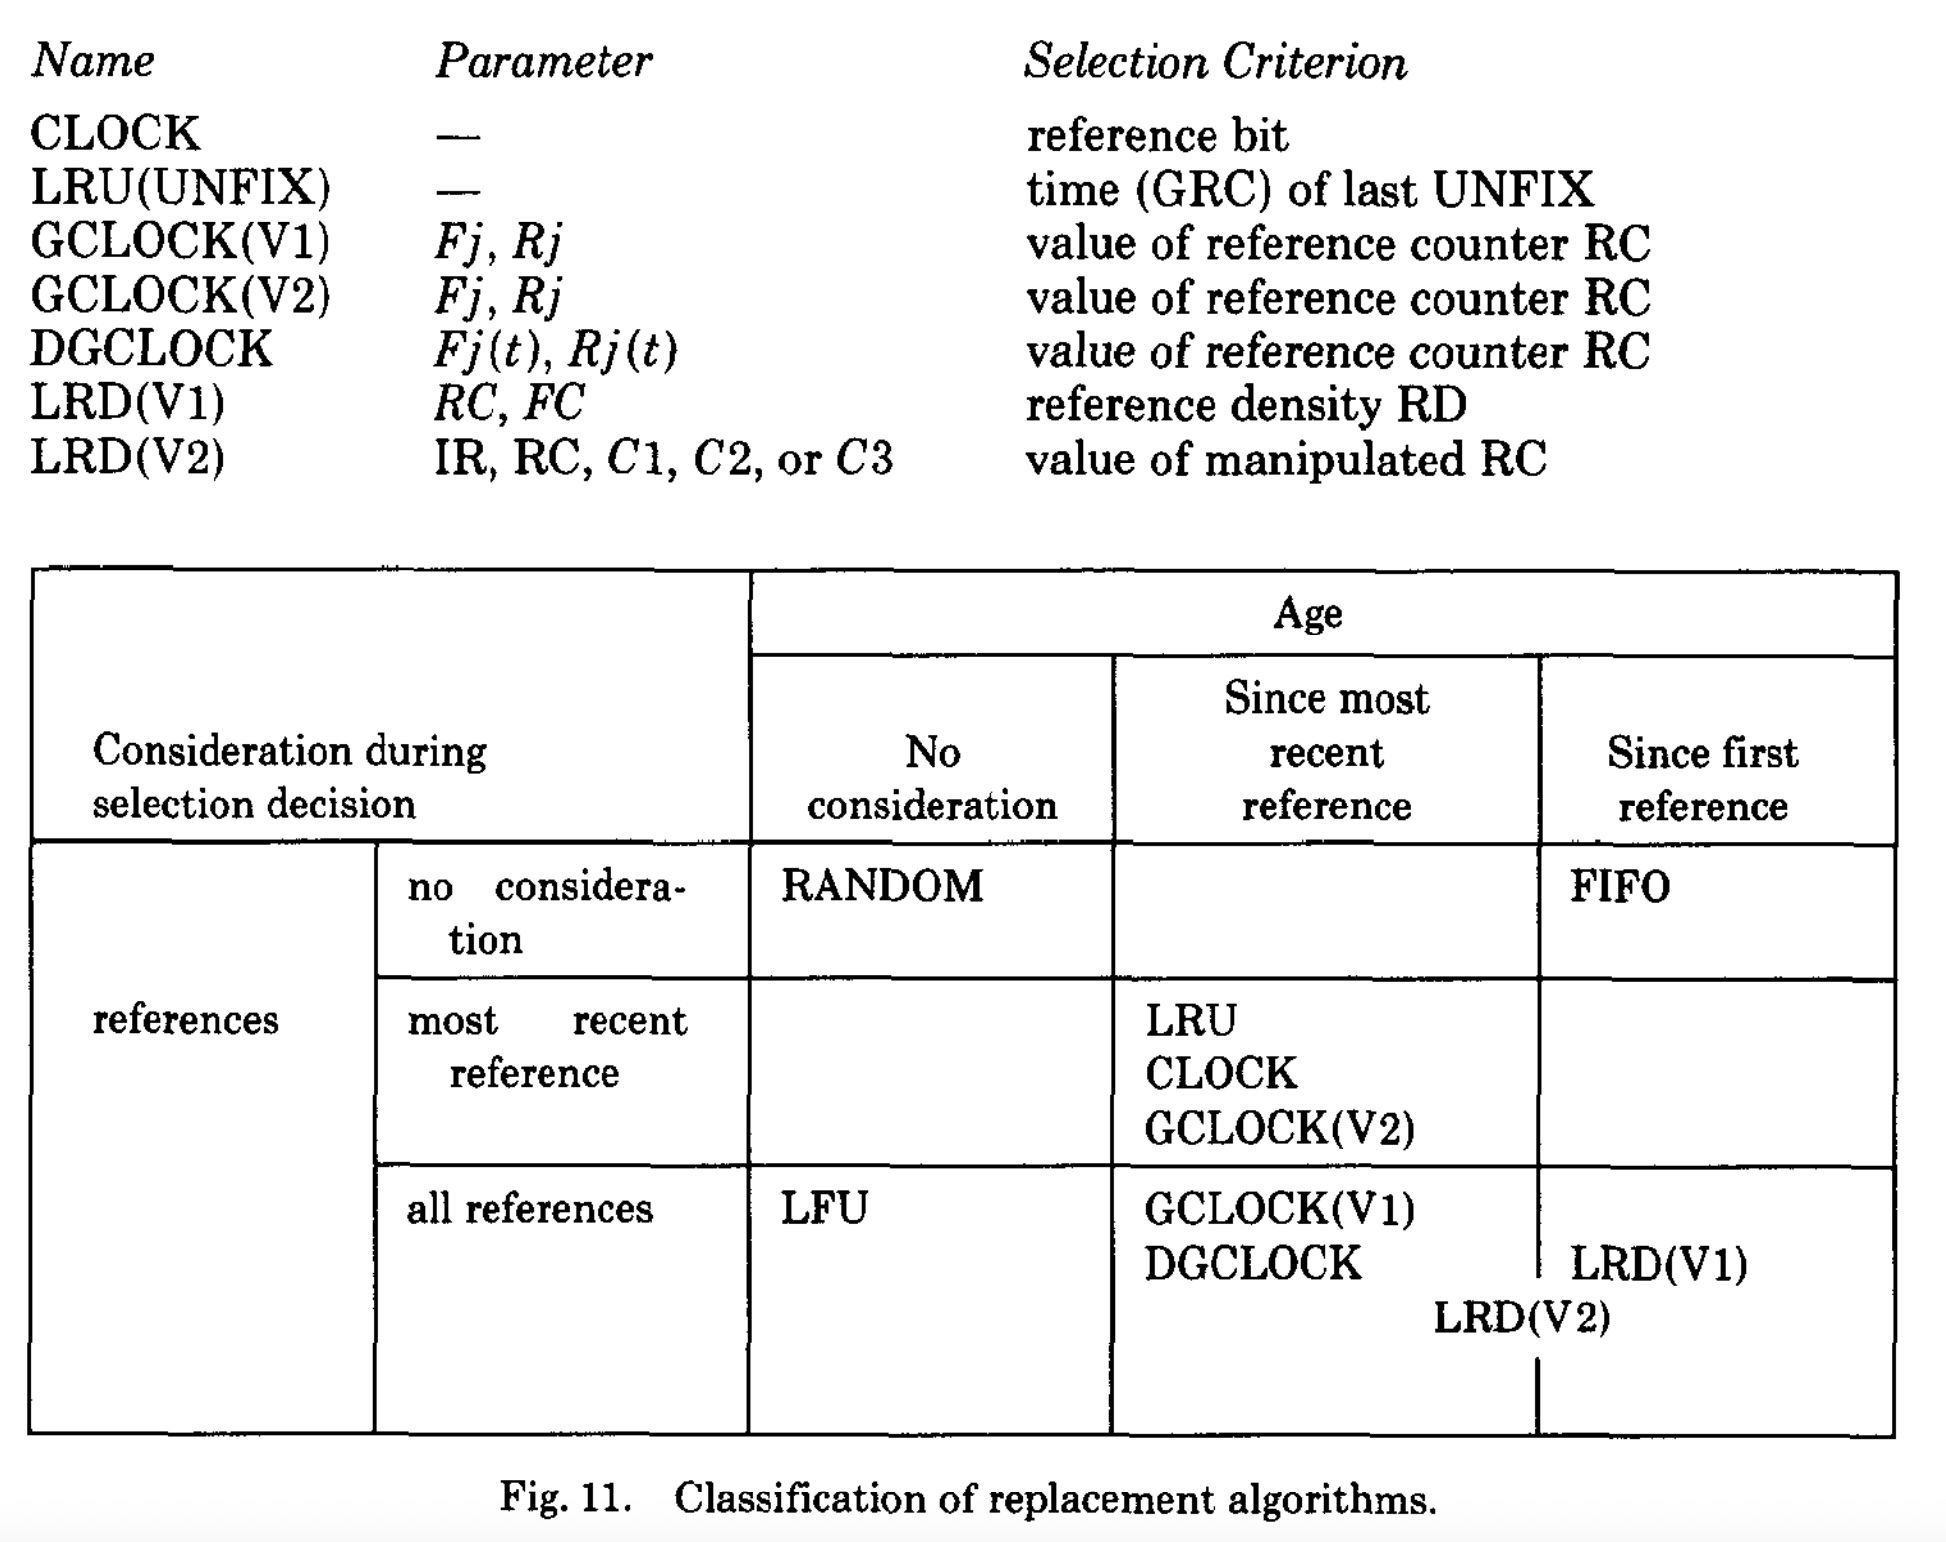 Name Parameter Selection Criterion
CLOCK — reference bit
LRU(UNFIX) — time (GRC) of last UNFIX
GCLOCK(V1) Fj, Rj value of reference counter RC
GCLOCK(V2) Fj, Rj value of reference counter RC
DGCLOCK Fj(t), Rj(t) value of reference counter RC
LRD(V1) RC, FC reference density RD
LRD(V2) IR, RC, C1, C2, or C3 value of manipulated RC
Age
Consideration during
selection decision
No
consideration
Since most
recent
reference
Since first
reference
references
no considera-
tion
RANDOM
FIFO
most recent
reference
LRU
CLOCK
GCLOCK(V2)
all references
LFU
GCLOCK(V1)
DGCLOCK
LRD(V1)
LRD(V2)
Fig. 11. Classification of replacement algorithms.